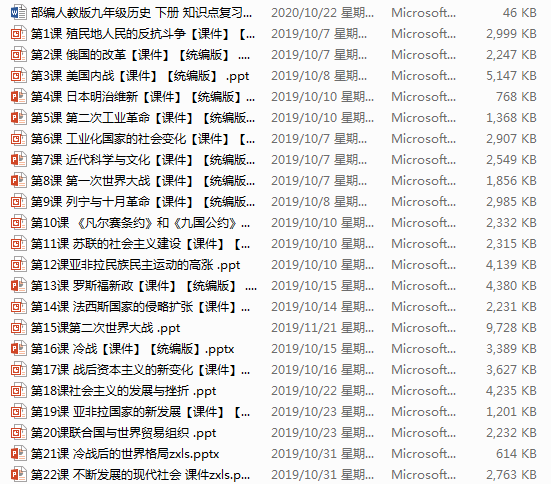 部编人教版九年级历史 下册 知识点复习... 2020/10/22 星期... Microsoft... 46 KB
第1课 殖民地人民的反抗斗争【课件】【... 2019/10/7 星期... Microsoft... 2,999 KB
第2课 俄国的改革【课件】【统编版】.... 2019/10/7 星期... Microsoft... 2,247 KB
第3课 美国内战【课件】【统编版】 .ppt 2019/10/8 星期... Microsoft... 5,147 KB
第4课 日本明治维新【课件】【统编版】... 2019/10/10 星期... Microsoft... 768 KB
第5课 第二次工业革命【课件】【统编版... 2019/10/10 星期... Microsoft... 1,368 KB
第6课 工业化国家的社会变化【课件】【... 2019/10/7 星期... Microsoft... 2,907 KB
第7课 近代科学与文化【课件】【统编版... 2019/10/7 星期... Microsoft... 2,549 KB
第8课 第一次世界大战【课件】【统编版... 2019/10/7 星期... Microsoft... 1,856 KB
第9课 列宁与十月革命【课件】【统编版... 2019/10/8 星期... Microsoft... 2,985 KB
第10课 《凡尔赛条约》和《九国公约》... 2019/10/10 星期... Microsoft... 2,332 KB
第11课 苏联的社会主义建设【课件】【... 2019/10/10 星期... Microsoft... 2,315 KB
第12课亚非拉民族民主运动的高涨 .ppt 2019/10/10 星期... Microsoft... 4,139 KB
第13课 罗斯福新政【课件】【统编版】 .... 2019/10/15 星期... Microsoft... 4,380 KB
第14课 法西斯国家的侵略扩张【课件】... 2019/10/14 星期... Microsoft... 2,231 KB
第15课第二次世界大战 .ppt 2019/11/21 星期... Microsoft... 9,728 KB
第16课 冷战【课件】【统编版】.pptx 2019/10/15 星期... Microsoft... 3,389 KB
第17课 战后资本主义的新变化【课件】... 2019/10/16 星期... Microsoft... 3,627 KB
第18课社会主义的发展与挫折 .ppt 2019/10/22 星期... Microsoft... 4,235 KB
第19课 亚非拉国家的新发展【课件】【... 2019/10/23 星期... Microsoft... 1,201 KB
第20课联合国与世界贸易组织 .ppt 2019/10/23 星期... Microsoft... 2,232 KB
第21课 冷战后的世界格局zxls.pptx 2019/10/31 星期... Microsoft... 614 KB
第22课 不断发展的现代社会 课件zxls.p... 2019/10/31 星期... Microsoft... 2,763 KB